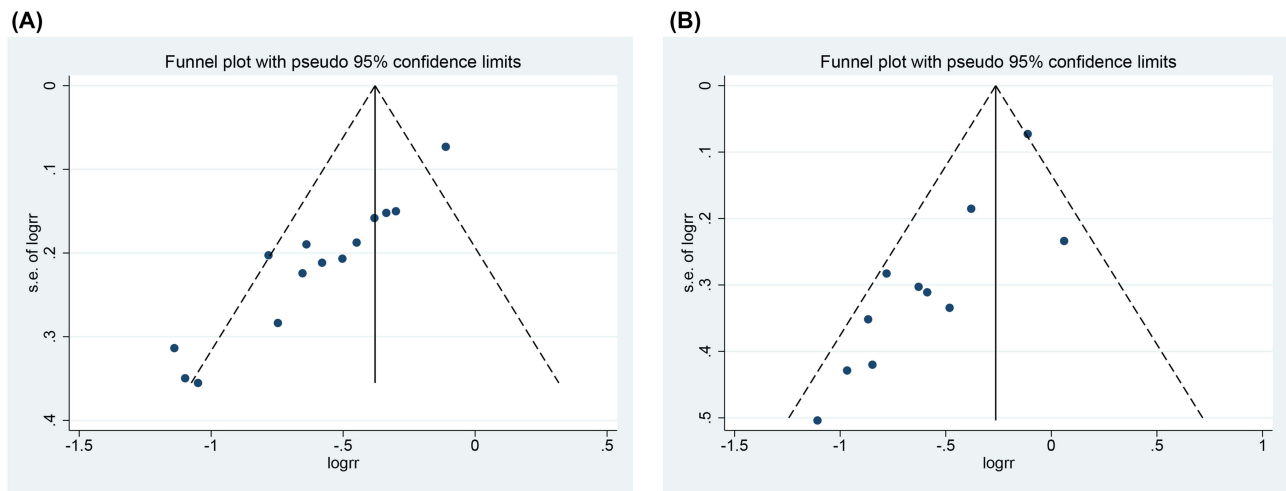 (A)
Funnel plot with pseudo 95% confidence limits
s.e. of logrr
0
.1
.2
.3
.4
-1.5
-1
-.5
0
.5
logrr
(B)
Funnel plot with pseudo 95% confidence limits
s.e. of logrr
0
.1
.2
.3
.4
.5
-1.5
-1
-.5
0
.5
1
logrr